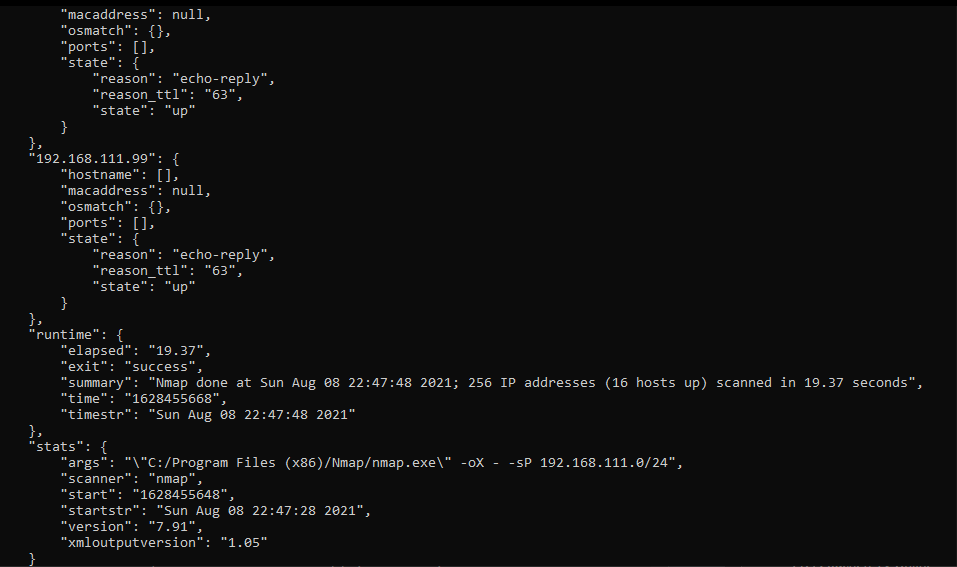 "macaddress": null,
"osmatch": {},
"ports": [],
"state": {
"reason": "echo-reply",
"reason_ttl": "63",
"state": "up"
}
},
"192.168.111.99": {
"hostname": [],
"macaddress": null,
"osmatch": {},
"ports": [],
"state": {
"reason": "echo-reply",
"reason_ttl": "63",
"state": "up"
}
},
"runtime": {
"elapsed": "19.37",
"exit": "success",
"summary": "Nmap done at Sun Aug 08 22:47:48 2021; 256 IP addresses (16 hosts up) scanned in 19.37 seconds",
"time": "1628455668",
"timestr": "Sun Aug 08 22:47:48 2021"
},
"stats": {
"args": "\"C:/Program Files (x86)/Nmap/nmap.exe\" -oX - -sP 192.168.111.0/24",
"scanner": "nmap",
"start": "1628455648",
"startstr": "Sun Aug 08 22:47:28 2021",
"version": "7.91",
"xmloutputversion": "1.05"
}